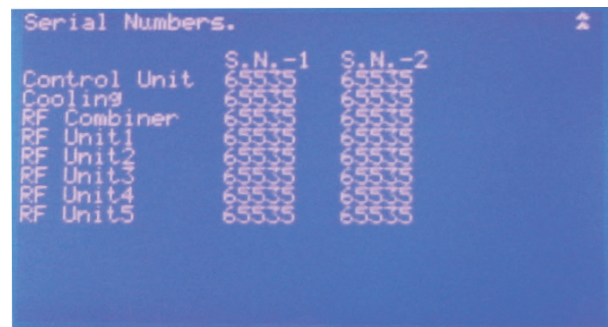 Serial Numbers.
S.N.-1 S.N.-2
Control Unit 65535 65535
Cooling 65535 65535
RF Combiner 65535 65535
RF Unit1 65535 65535
RF Unit2 65535 65535
RF Unit3 65535 65535
RF Unit4 65535 65535
RF Unit5 65535 65535